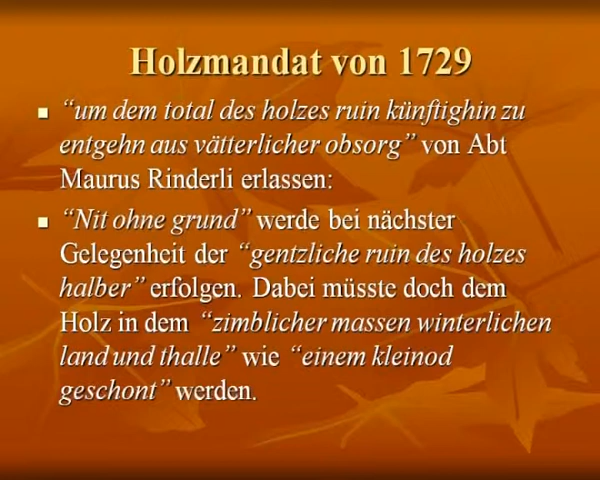 Holzmandat von 1729
“um dem total des holzes ruin künftighin zu
entgehn aus vätterlicher obsorg” von Abt
Maurus Rinderli erlassen:
“Nit ohne grund” werde bei nächster
Gelegenheit der “gentzliche ruin des holzes
halber” erfolgen. Dabei müsste doch dem
Holz in dem “zimblicher massen winterlichen
land und thalle” wie “einem kleinod
geschont” werden.